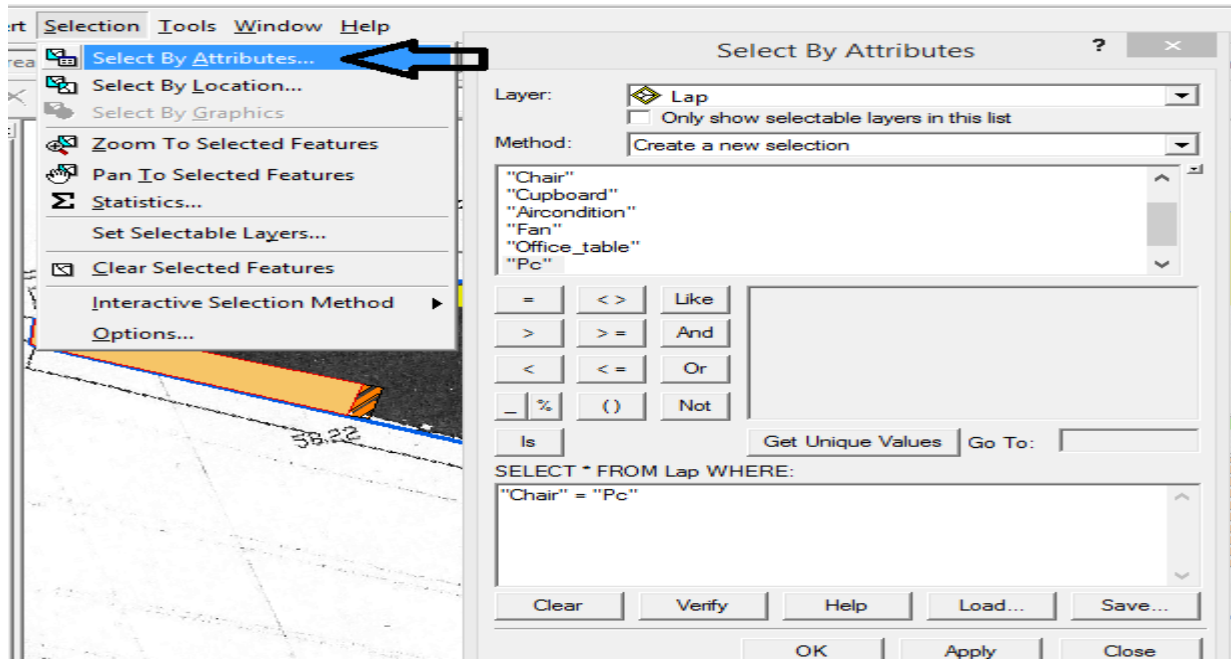 rt Selection Tools Window Help
rea
Select By Attributes...
Select By Location...
Select By Graphics
Zoom To Selected Features
Pan To Selected Features
Σ Statistics...
Set Selectable Layers...
Clear Selected Features
Interactive Selection Method
Options...
58.22
Select By Attributes ? ×
Layer: Lap
Only show selectable layers in this list
Method: Create a new selection
"Chair"
"Cupboard"
"Aircondition"
"Fan"
"Office_table"
"Pc"
= < > Like
> > = And
< < = Or
_ % () Not
Is Get Unique Values Go To:
SELECT * FROM Lap WHERE:
"Chair" = "Pc"
Clear Verify Help Load... Save...
OK Apply Close